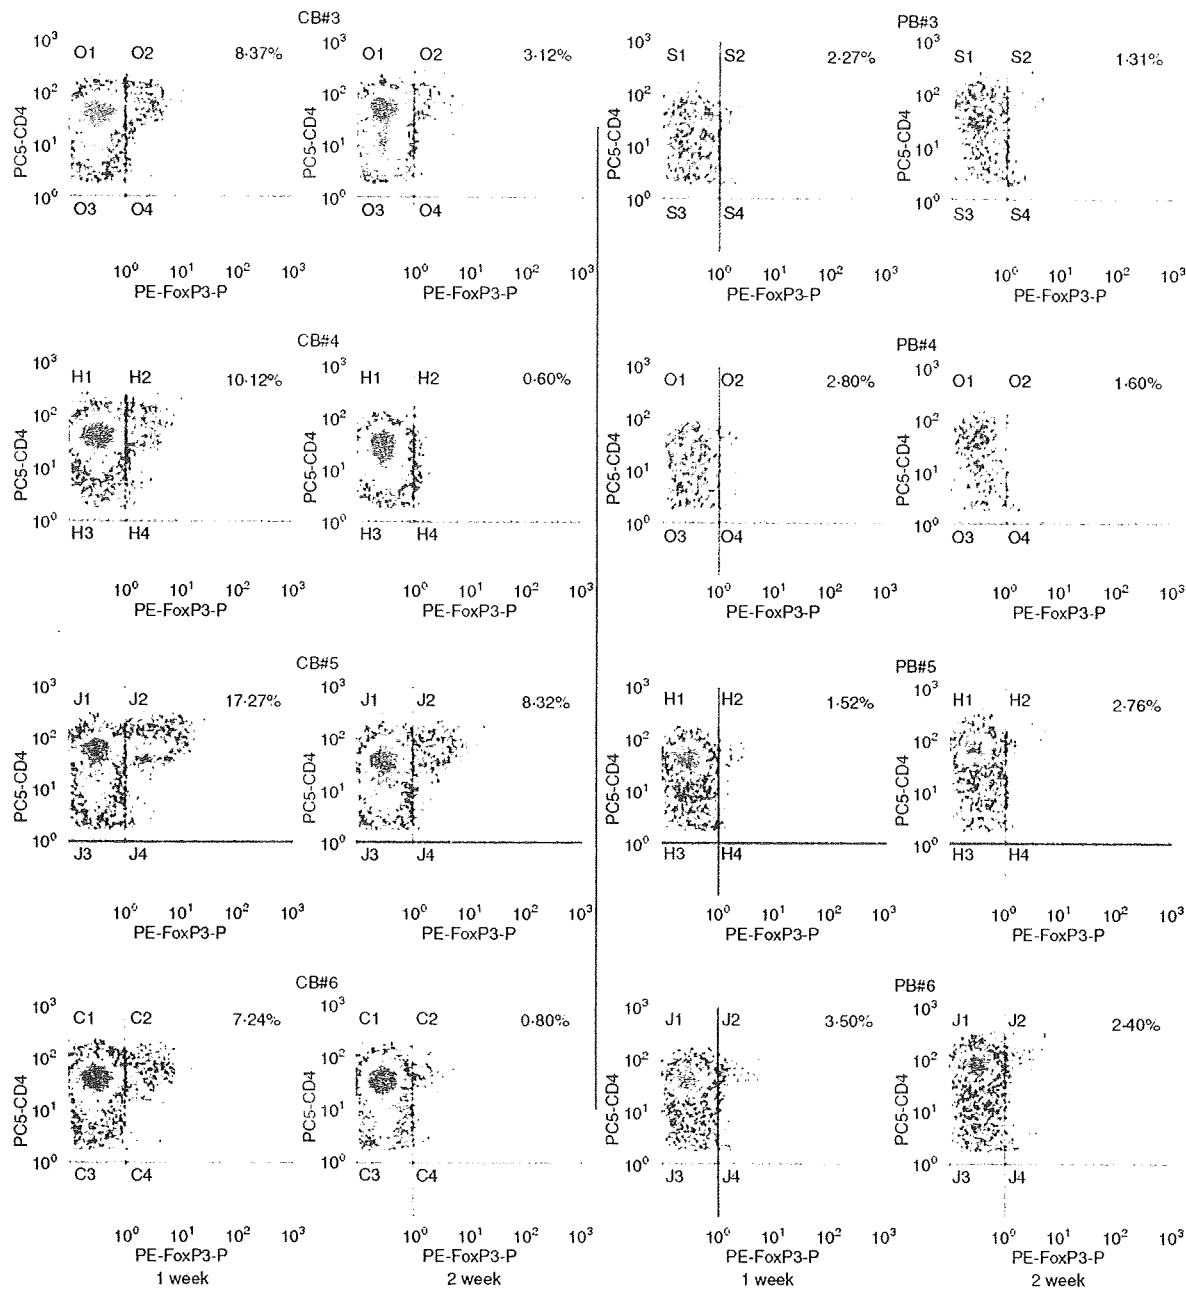 CB#3
PB#3
10³ O1 O2 8·37%
10³ O1 O2 3·12%
10³ S1 S2 2·27%
10³ S1 S2 1·31%
10²
10²
10²
10²
PC5-CD4
PC5-CD4
PC5-CD4
PC5-CD4
10¹
10¹
10¹
10¹
10⁰
10⁰
10⁰
10⁰
O3 O4
O3 O4
S3 S4
S3 S4
10⁰ 10¹ 10² 10³
10⁰ 10¹ 10² 10³
10⁰ 10¹ 10² 10³
10⁰ 10¹ 10² 10³
PE-FoxP3-P
PE-FoxP3-P
PE-FoxP3-P
PE-FoxP3-P
CB#4
PB#4
10³ H1 H2 10·12%
10³ H1 H2 0·60%
10³ O1 O2 2·80%
10³ O1 O2 1·60%
10²
10²
10²
10²
PC5-CD4
PC5-CD4
PC5-CD4
PC5-CD4
10¹
10¹
10¹
10¹
10⁰
10⁰
10⁰
10⁰
H3 H4
H3 H4
O3 O4
O3 O4
10⁰ 10¹ 10² 10³
10⁰ 10¹ 10² 10³
10⁰ 10¹ 10² 10³
10⁰ 10¹ 10² 10³
PE-FoxP3-P
PE-FoxP3-P
PE-FoxP3-P
PE-FoxP3-P
CB#5
PB#5
10³ J1 J2 17·27%
10³ J1 J2 8·32%
10³ H1 H2 1·52%
10³ H1 H2 2·76%
10²
10²
10²
10²
PC5-CD4
PC5-CD4
PC5-CD4
PC5-CD4
10¹
10¹
10¹
10¹
10⁰
10⁰
10⁰
10⁰
J3 J4
J3 J4
H3 H4
H3 H4
10⁰ 10¹ 10² 10³
10⁰ 10¹ 10² 10³
10⁰ 10¹ 10² 10³
10⁰ 10¹ 10² 10³
PE-FoxP3-P
PE-FoxP3-P
PE-FoxP3-P
PE-FoxP3-P
CB#6
PB#6
10³ C1 C2 7·24%
10³ C1 C2 0·80%
10³ J1 J2 3·50%
10³ J1 J2 2·40%
10²
10²
10²
10²
PC5-CD4
PC5-CD4
PC5-CD4
PC5-CD4
10¹
10¹
10¹
10¹
10⁰
10⁰
10⁰
10⁰
C3 C4
C3 C4
J3 J4
J3 J4
10⁰ 10¹ 10² 10³
10⁰ 10¹ 10² 10³
10⁰ 10¹ 10² 10³
10⁰ 10¹ 10² 10³
PE-FoxP3-P
PE-FoxP3-P
PE-FoxP3-P
PE-FoxP3-P
1 week
2 week
1 week
2 week